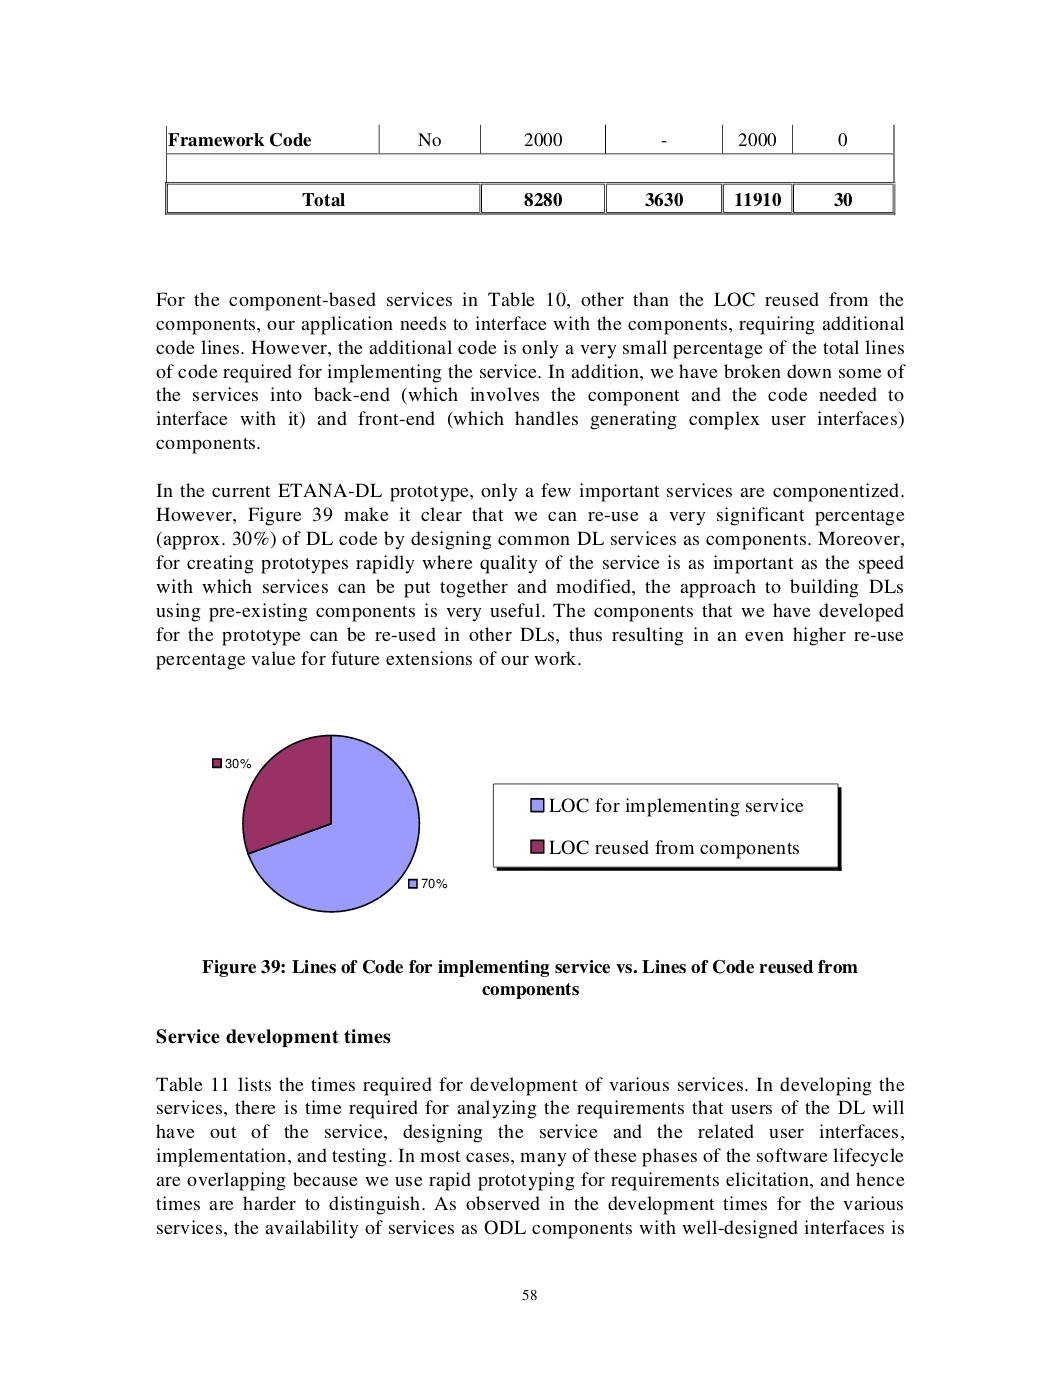 Framework Code No 2000 - 2000 0
Total 8280 3630 11910 30
For the component-based services in Table 10, other than the LOC reused from the
components, our application needs to interface with the components, requiring additional
code lines. However, the additional code is only a very small percentage of the total lines
of code required for implementing the service. In addition, we have broken down some of
the services into back-end (which involves the component and the code needed to
interface with it) and front-end (which handles generating complex user interfaces)
components.
In the current ETANA-DL prototype, only a few important services are componentized.
However, Figure 39 make it clear that we can re-use a very significant percentage
(approx. 30%) of DL code by designing common DL services as components. Moreover,
for creating prototypes rapidly where quality of the service is as important as the speed
with which services can be put together and modified, the approach to building DLs
using pre-existing components is very useful. The components that we have developed
for the prototype can be re-used in other DLs, thus resulting in an even higher re-use
percentage value for future extensions of our work.
30%
LOC for implementing service
LOC reused from components
70%
Figure 39: Lines of Code for implementing service vs. Lines of Code reused from
components
Service development times
Table 11 lists the times required for development of various services. In developing the
services, there is time required for analyzing the requirements that users of the DL will
have out of the service, designing the service and the related user interfaces,
implementation, and testing. In most cases, many of these phases of the software lifecycle
are overlapping because we use rapid prototyping for requirements elicitation, and hence
times are harder to distinguish. As observed in the development times for the various
services, the availability of services as ODL components with well-designed interfaces is
58